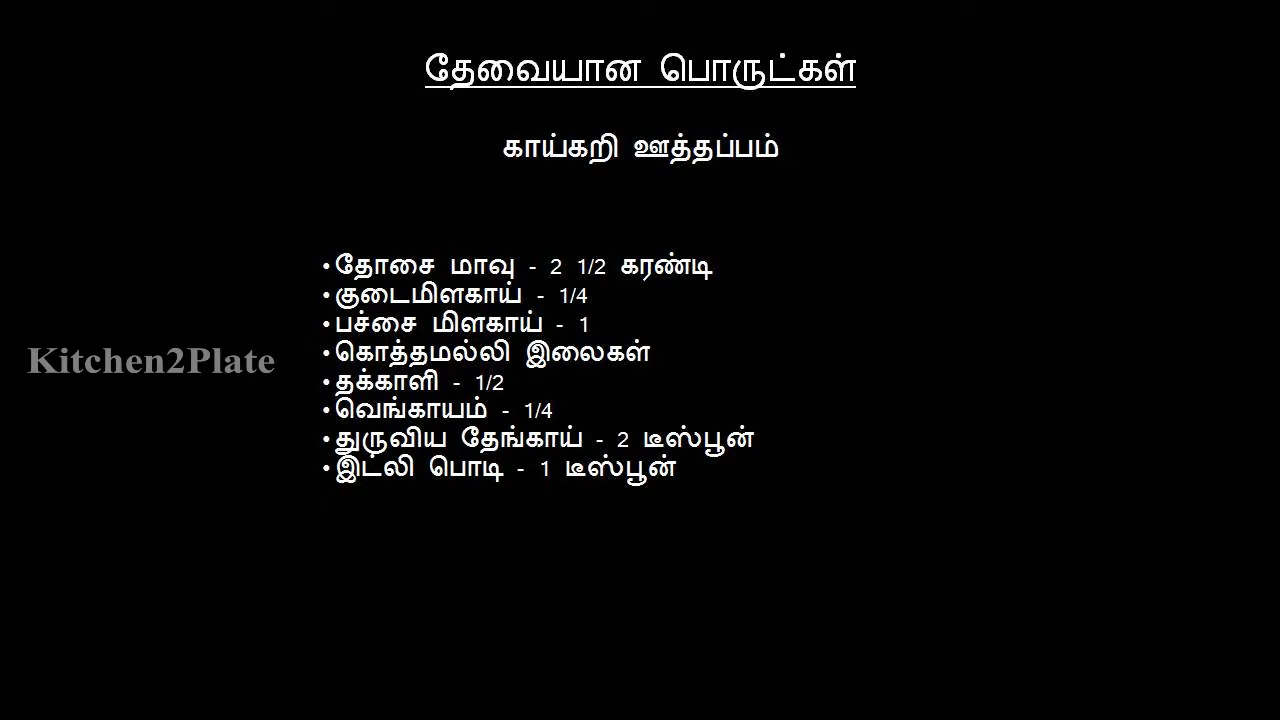 தேவையான பொருட்கள்
காய்கறி ஊத்தப்பம்
•தோசை மாவு - 2 1/2 கரண்டி
•குடைமிளகாய் - 1/4
•பச்சை மிளகாய் - 1
•கொத்தமல்லி இலைகள்
Kitchen2Plate
•தக்காளி - 1/2
•வெங்காயம் - 1/4
•துருவிய தேங்காய் - 2 டீஸ்பூன்
•இட்லி பொடி - 1 டீஸ்பூன்